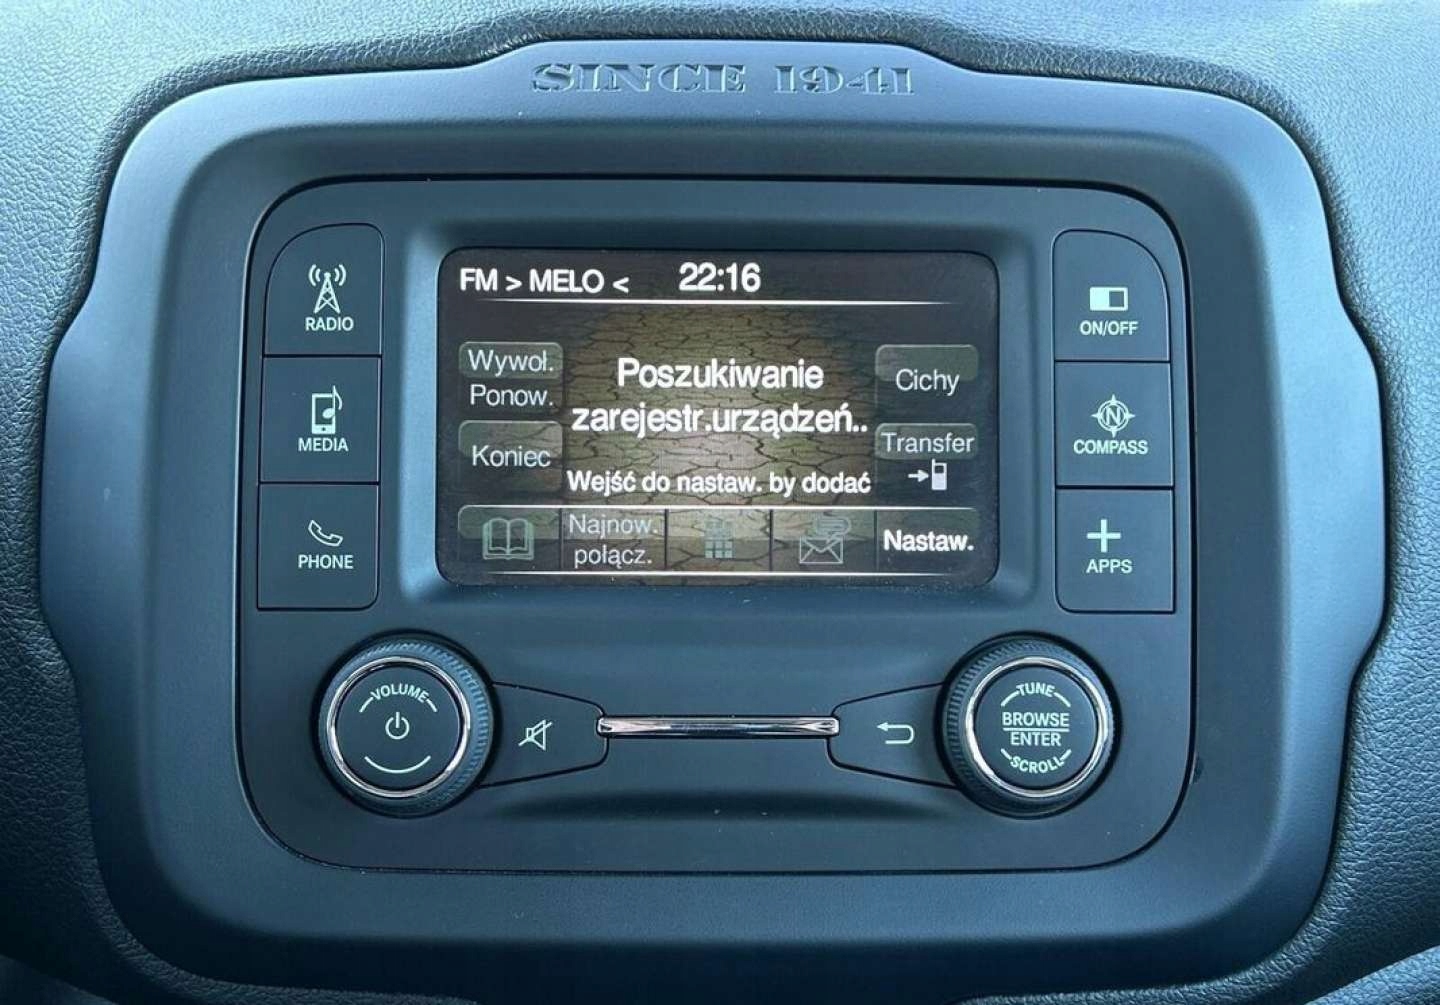 SINCE 1941
RADIO
MEDIA
PHONE
FM > MELO <
22:16
Wywoł.
Ponow.
Koniec
Poszukiwanie
zarejestr.urządzeń..
Wejść do nastaw. by dodać
Cichy
Transfer
Najnow.
połącz.
Nastaw.
ON/OFF
N
COMPASS
APPS
VOLUME
TUNE
BROWSE
ENTER
SCROLL